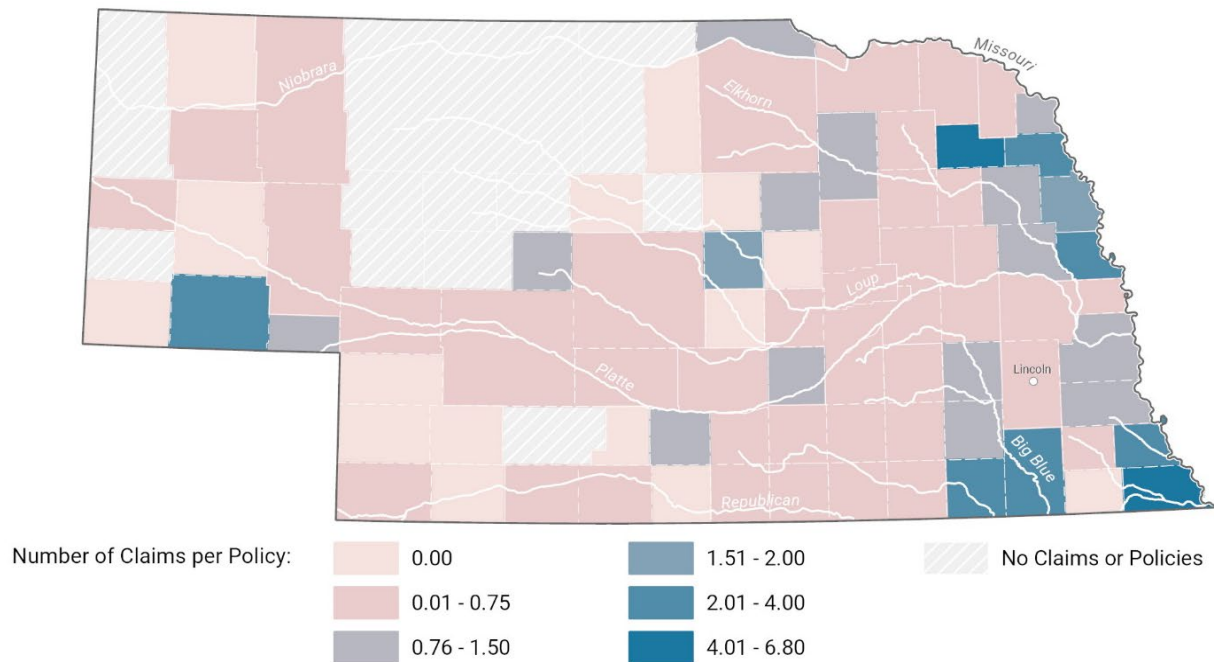 Missouri
Niobrara
Elkhorn
Loup
Platte
Lincoln
Big Blue
Republican
Number of Claims per Policy:
0.00
0.01 - 0.75
0.76 - 1.50
1.51 - 2.00
2.01 - 4.00
4.01 - 6.80
No Claims or Policies